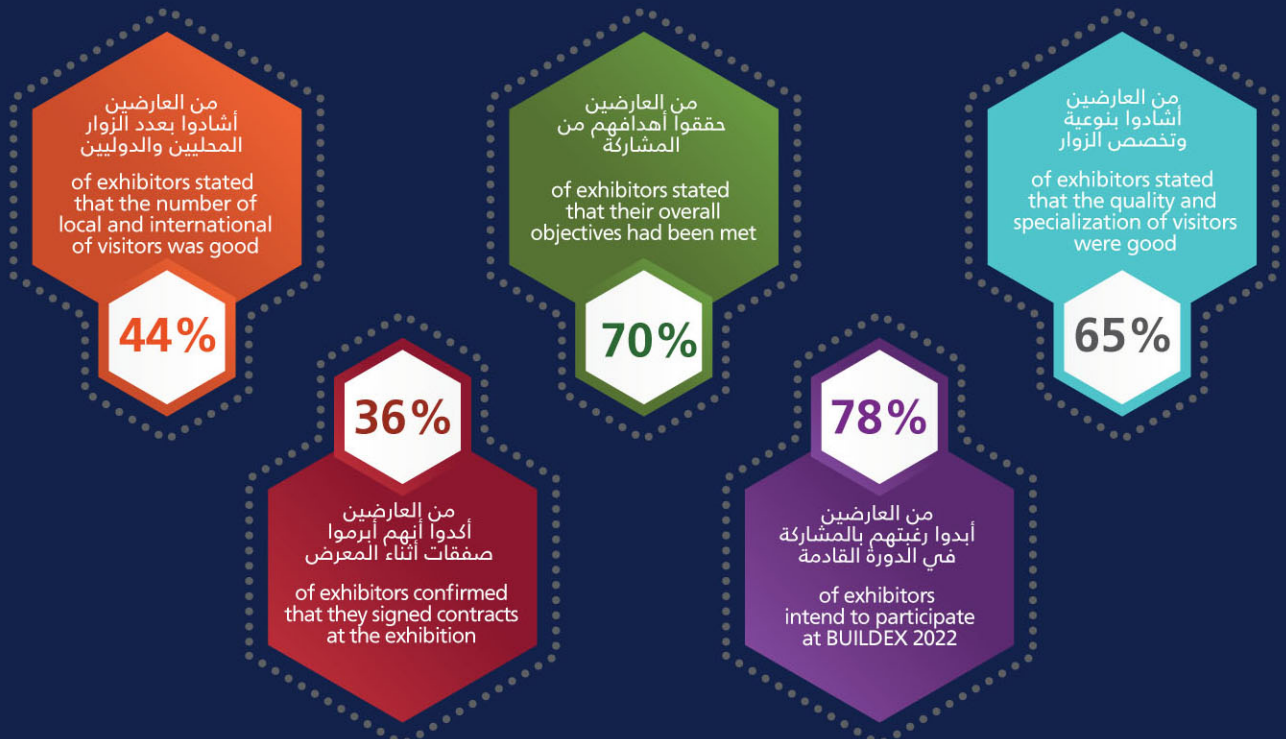 من العارضين
أشادوا بعدد الزوار
المحليين والدوليين
of exhibitors stated
that the number of
local and international
of visitors was good
44%
من العارضين
حققوا أهدافهم من
المشاركة
of exhibitors stated
that their overall
objectives had been met
70%
من العارضين
أشادوا بنوعية
وتخصص الزوار
of exhibitors stated
that the quality and
specialization of visitors
were good
65%
36%
من العارضين
أكدوا أنهم أبرموا
صفقات أثناء المعرض
of exhibitors confirmed
that they signed contracts
at the exhibition
78%
من العارضين
أبدوا رغبتهم بالمشاركة
في الدورة القادمة
of exhibitors
intend to participate
at BUILDEX 2022